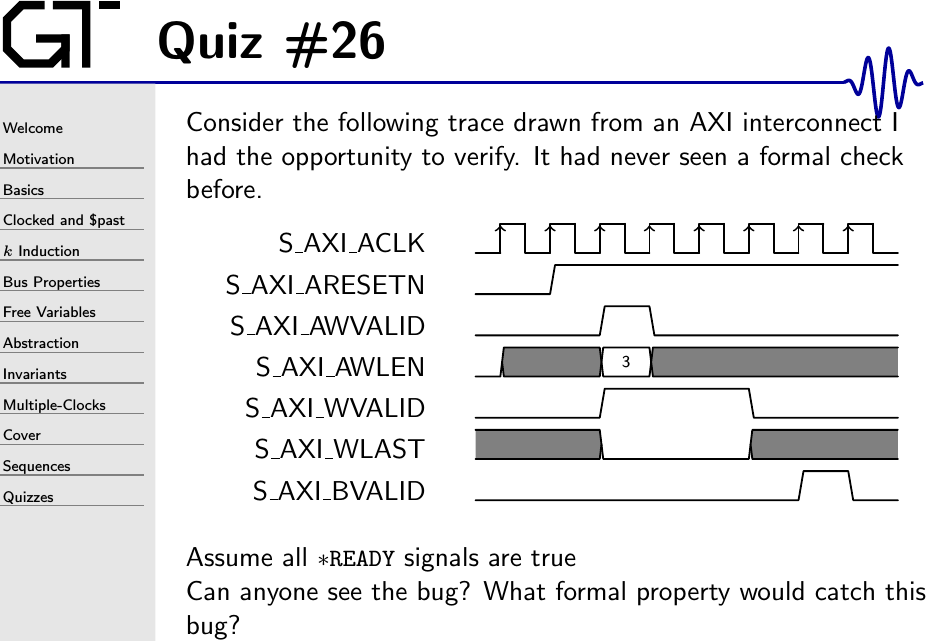 GT
Quiz #26
Welcome
Motivation
Basics
Clocked and $past
k Induction
Bus Properties
Free Variables
Abstraction
Invariants
Multiple-Clocks
Cover
Sequences
Quizzes
Consider the following trace drawn from an AXI interconnect I
had the opportunity to verify. It had never seen a formal check
before.
S_AXI_ACLK
S_AXI_ARESETN
S_AXI_AWVALID
S_AXI_AWLEN
3
S_AXI_WVALID
S_AXI_WLAST
S_AXI_BVALID
Assume all *READY signals are true
Can anyone see the bug? What formal property would catch this
bug?